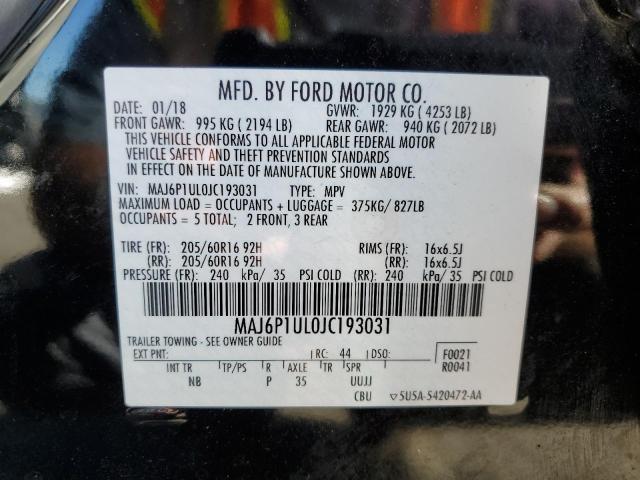 MFD. BY FORD MOTOR CO.
DATE: 01/18 GVWR: 1929 KG ( 4253 LB)
FRONT GAWR: 995 KG ( 2194 LB) REAR GAWR: 940 KG ( 2072 LB)
THIS VEHICLE CONFORMS TO ALL APPLICABLE FEDERAL MOTOR
VEHICLE SAFETY AND THEFT PREVENTION STANDARDS
IN EFFECT ON THE DATE OF MANUFACTURE SHOWN ABOVE.
VIN: MAJ6P1UL0JC193031 TYPE: MPV
MAXIMUM LOAD = OCCUPANTS + LUGGAGE = 375KG/ 827LB
OCCUPANTS = 5 TOTAL; 2 FRONT, 3 REAR
TIRE (FR): 205/60R16 92H RIMS (FR): 16x6.5J
(RR): 205/60R16 92H (RR): 16x6.5J
PRESSURE (FR): 240 kPa/ 35 PSI COLD (RR): 240 kPa/ 35 PSI COLD
MAJ6P1UL0JC193031
TRAILER TOWING - SEE OWNER GUIDE
EXT PNT: RC: 44 DSO: F0021
R0041
INT TR TP/PS R AXLE TR SPR
NB P 35 UUJJ
CBU ▽5U5A-5420472-AA